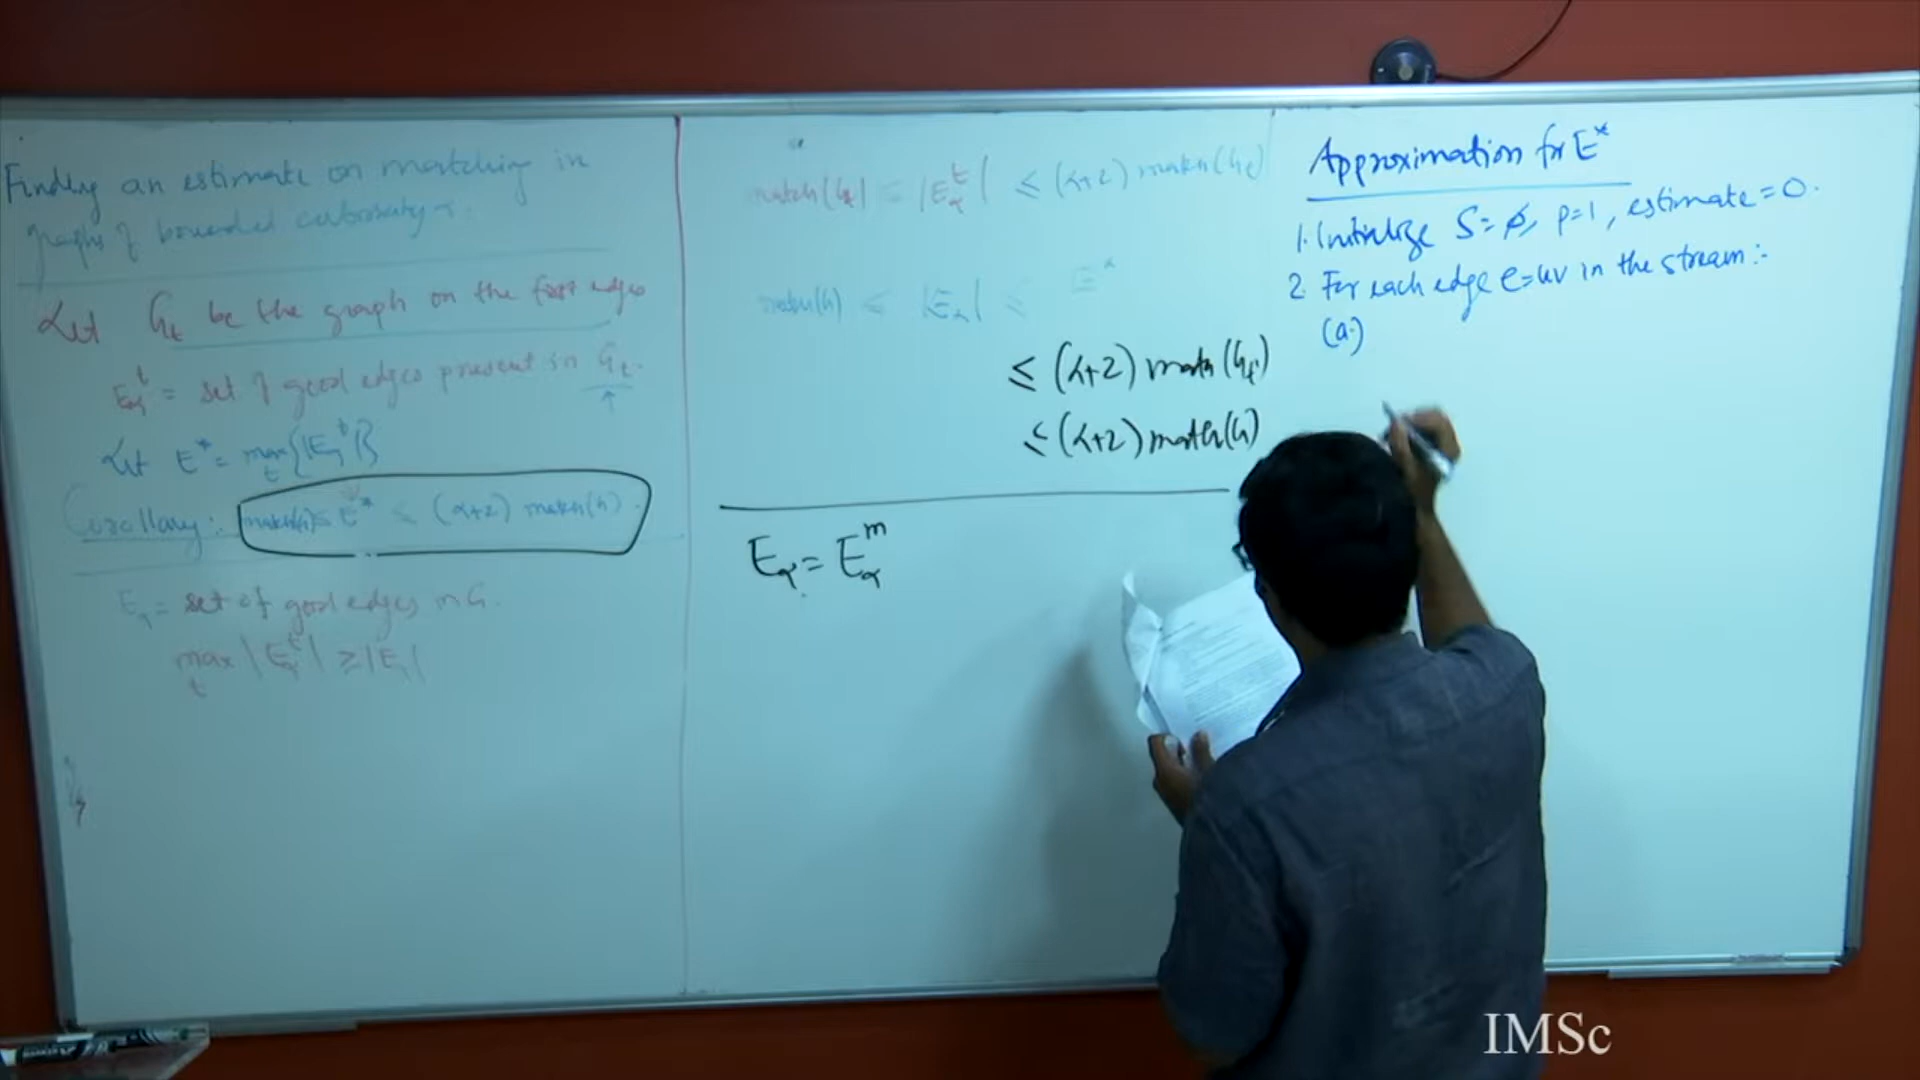 Finding an estimate on matching in
graphs of bounded arboricity α.
Let G_t be the graph on the first edges
E_α^t = set of good edges present in G_t.
↑
Let E* = max_t {|E_α^t|}
Corollary: match(G) ≤ E* ≤ (α+2) match(G).
E_α = set of good edges in G.
max_t |E_α^t| ≥ |E_α|
match(G_t) ≤ |E_α^t| ≤ (α+2) match(G_t)
match(G) ≤ |E_α| ≤ E*
≤ (α+2) match(G_t)
≤ (α+2) match(G)
E_α = E_α^m
Approximation for E*
1. Initialize S = ∅, p=1, estimate = 0.
2. For each edge e=uv in the stream :-
(a.)
IMSc